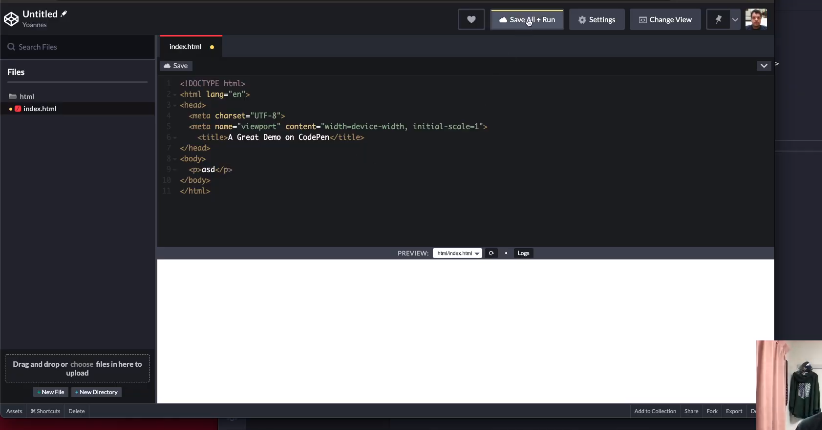 Untitled
Yoannes
Save All + Run
Settings
Change View
Search Files
index.html
Files
Save
html
index.html
1 <!DOCTYPE html>
2 <html lang="en">
3 <head>
4 <meta charset="UTF-8">
5 <meta name="viewport" content="width=device-width, initial-scale=1">
6 <title>A Great Demo on CodePen</title>
7 </head>
8 <body>
9 <p>asd</p>
10 </body>
11 </html>
PREVIEW: html/index.html Logs
Drag and drop or choose files in here to
upload
+ New File + New Directory
Assets ⌘ Shortcuts Delete
Add to Collection Share Fork Export